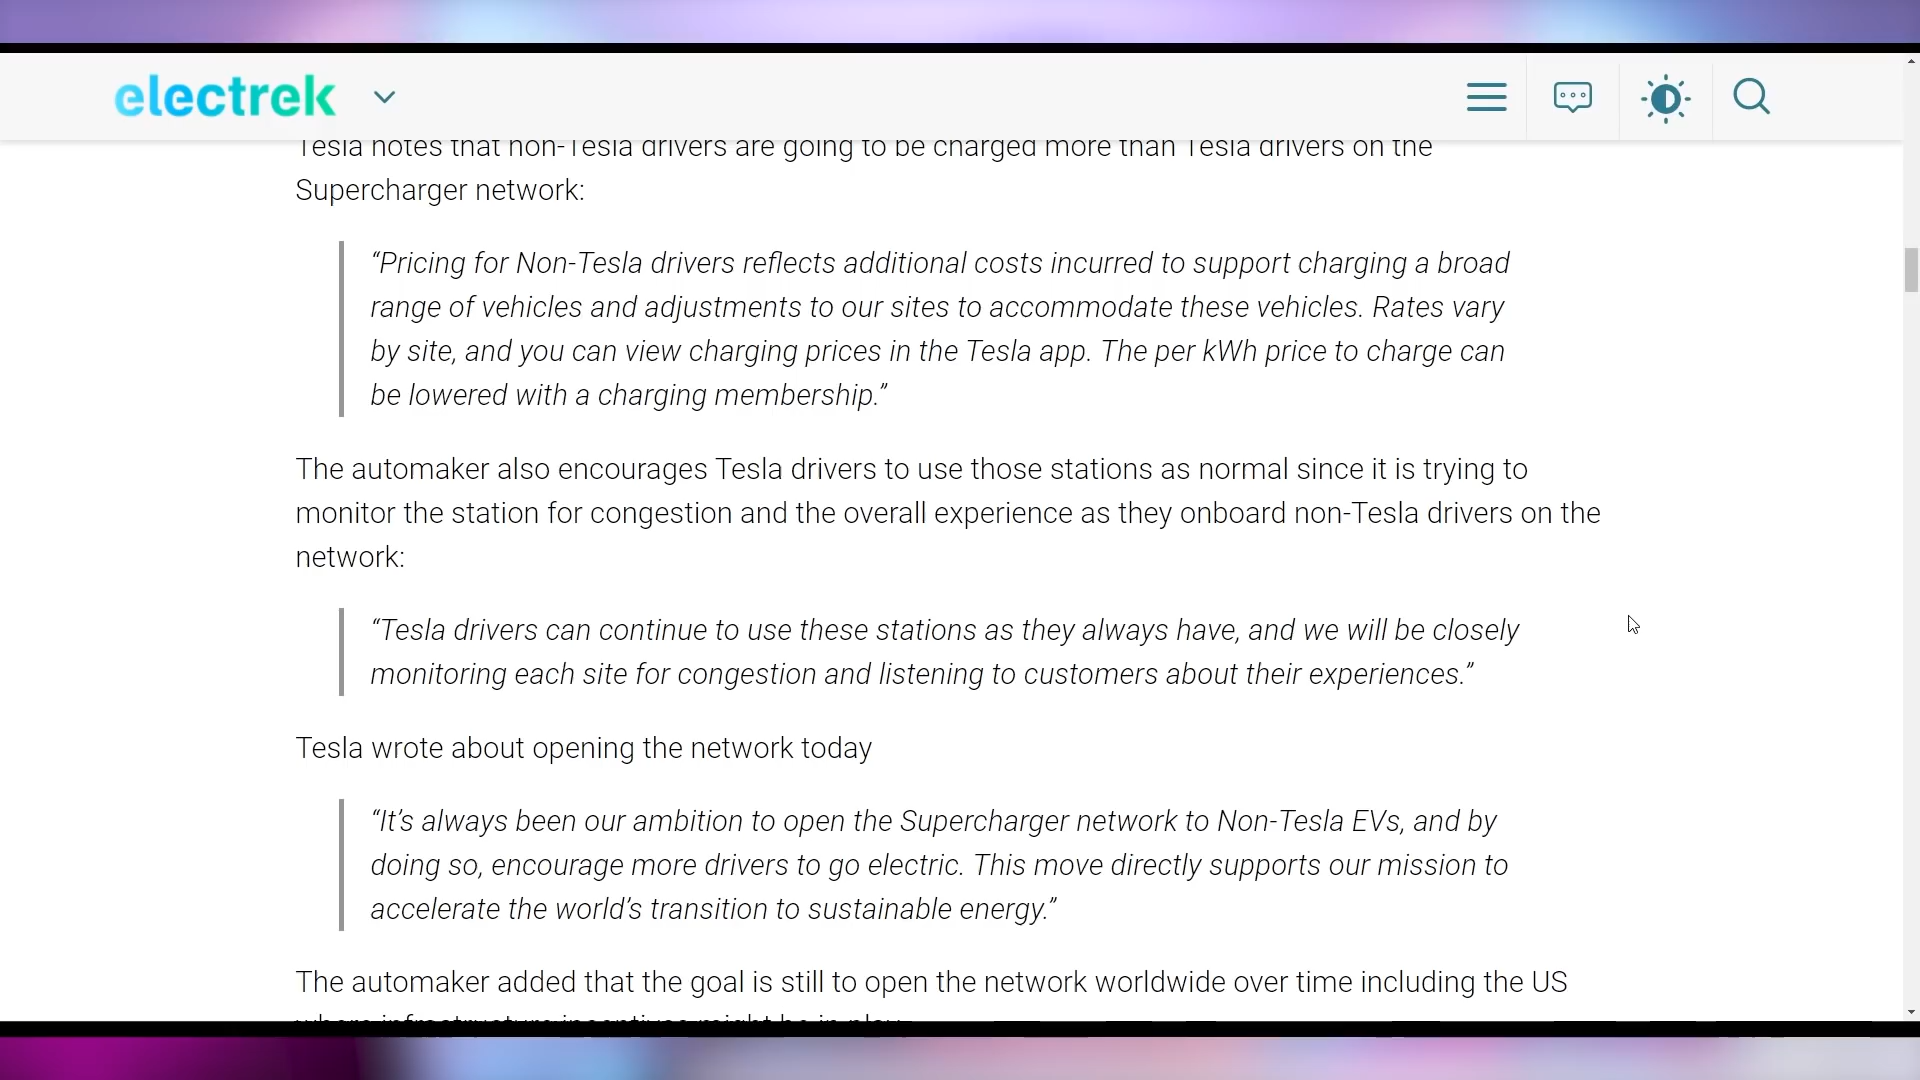 electrek
Tesla notes that non-Tesla drivers are going to be charged more than Tesla drivers on the
Supercharger network:
“Pricing for Non-Tesla drivers reflects additional costs incurred to support charging a broad
range of vehicles and adjustments to our sites to accommodate these vehicles. Rates vary
by site, and you can view charging prices in the Tesla app. The per kWh price to charge can
be lowered with a charging membership.”
The automaker also encourages Tesla drivers to use those stations as normal since it is trying to
monitor the station for congestion and the overall experience as they onboard non-Tesla drivers on the
network:
“Tesla drivers can continue to use these stations as they always have, and we will be closely
monitoring each site for congestion and listening to customers about their experiences.”
Tesla wrote about opening the network today
“It’s always been our ambition to open the Supercharger network to Non-Tesla EVs, and by
doing so, encourage more drivers to go electric. This move directly supports our mission to
accelerate the world’s transition to sustainable energy.”
The automaker added that the goal is still to open the network worldwide over time including the US
where infrastructure incentives might be in play